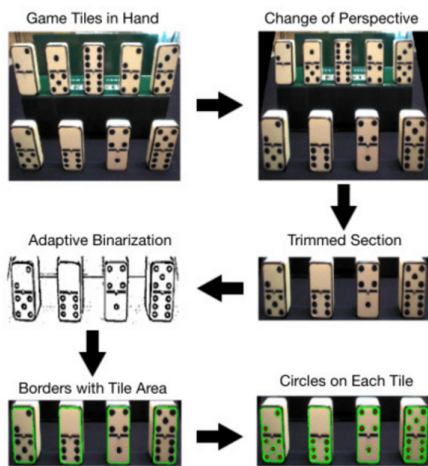 Game Tiles in Hand
Change of Perspective
Trimmed Section
Adaptive Binarization
Borders with Tile Area
Circles on Each Tile